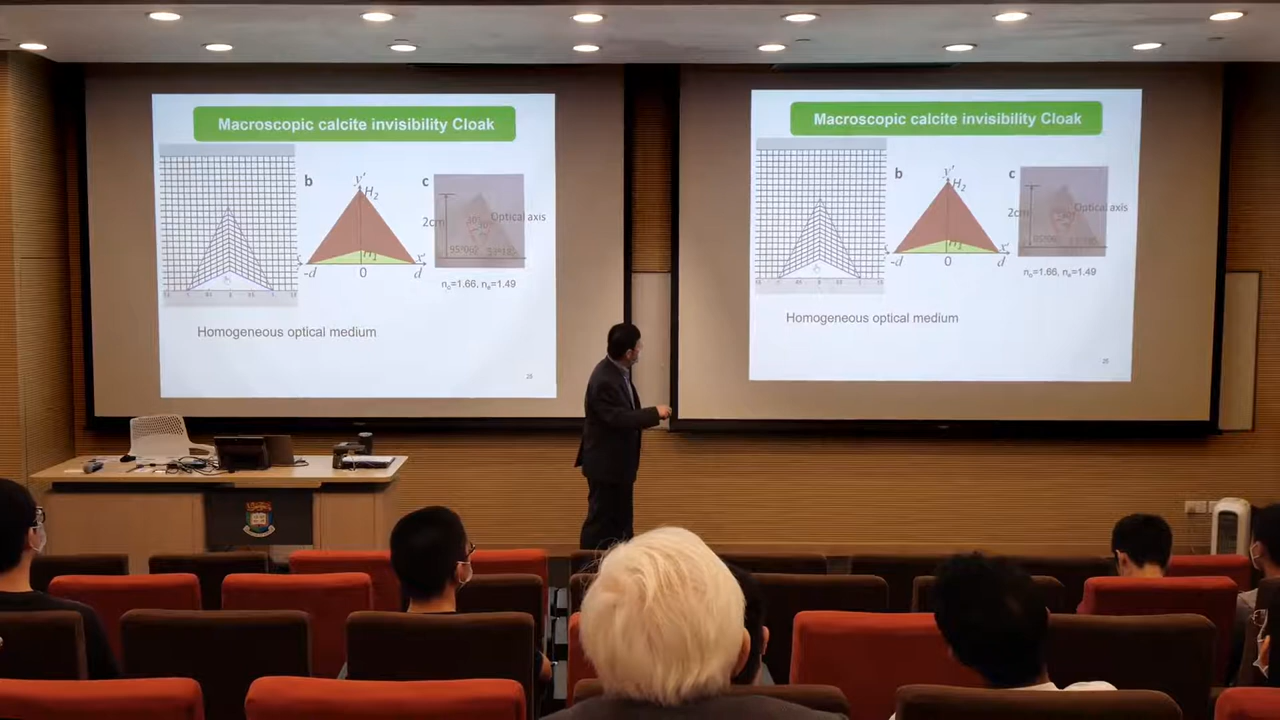 Macroscopic calcite invisibility Cloak
b
y'
H₂
H₁
-d
0
d
x'
c
2cm
Optical axis
30°
nₒ=1.66, nₑ=1.49
Homogeneous optical medium
Macroscopic calcite invisibility Cloak
b
y'
H₂
-d
0
d
x'
c
2cm
Optical axis
nₒ=1.66, nₑ=1.49
Homogeneous optical medium